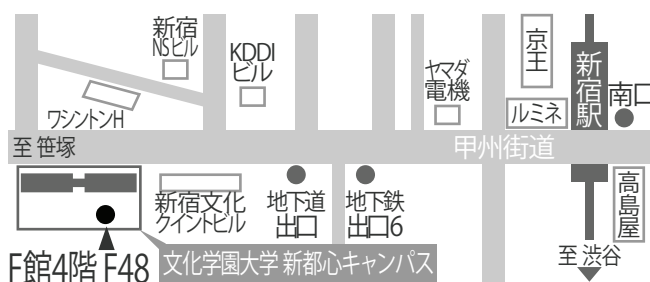 新宿
NSビル
KDDI
ビル
ヤマダ
電機
京王
新宿駅
南口
ルミネ
ワシントンH
至 笹塚
甲州街道
新宿文化
クイントビル
地下道
出口
地下鉄
出口6
高島屋
至 渋谷
F館4階 F48
文化学園大学 新都心キャンパス